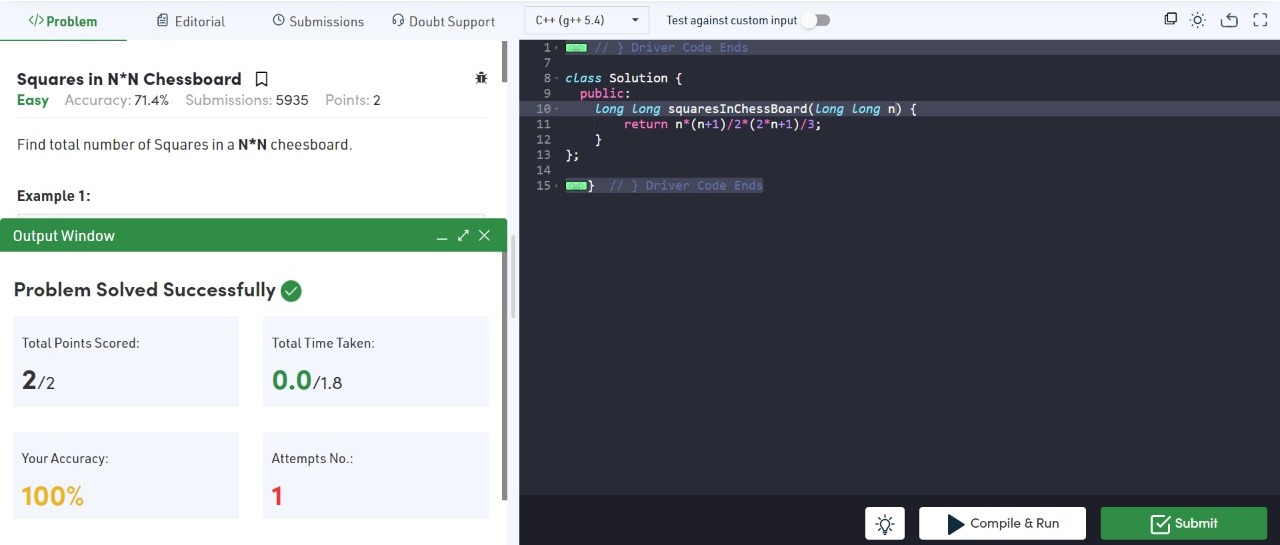 </>Problem Editorial Submissions Doubt Support C++ (g++ 5.4) Test against custom input
Squares in N*N Chessboard
Easy Accuracy: 71.4% Submissions: 5935 Points: 2
Find total number of Squares in a N*N cheesboard.
Example 1:
Output Window
Problem Solved Successfully
Total Points Scored: Total Time Taken:
2/2 0.0/1.8
Your Accuracy: Attempts No.:
100% 1
1 // } Driver Code Ends
7
8 class Solution {
9 public:
10 long long squaresInChessBoard(long long n) {
11 return n*(n+1)/2*(2*n+1)/3;
12 }
13 };
14
15 } // } Driver Code Ends
Compile & Run Submit